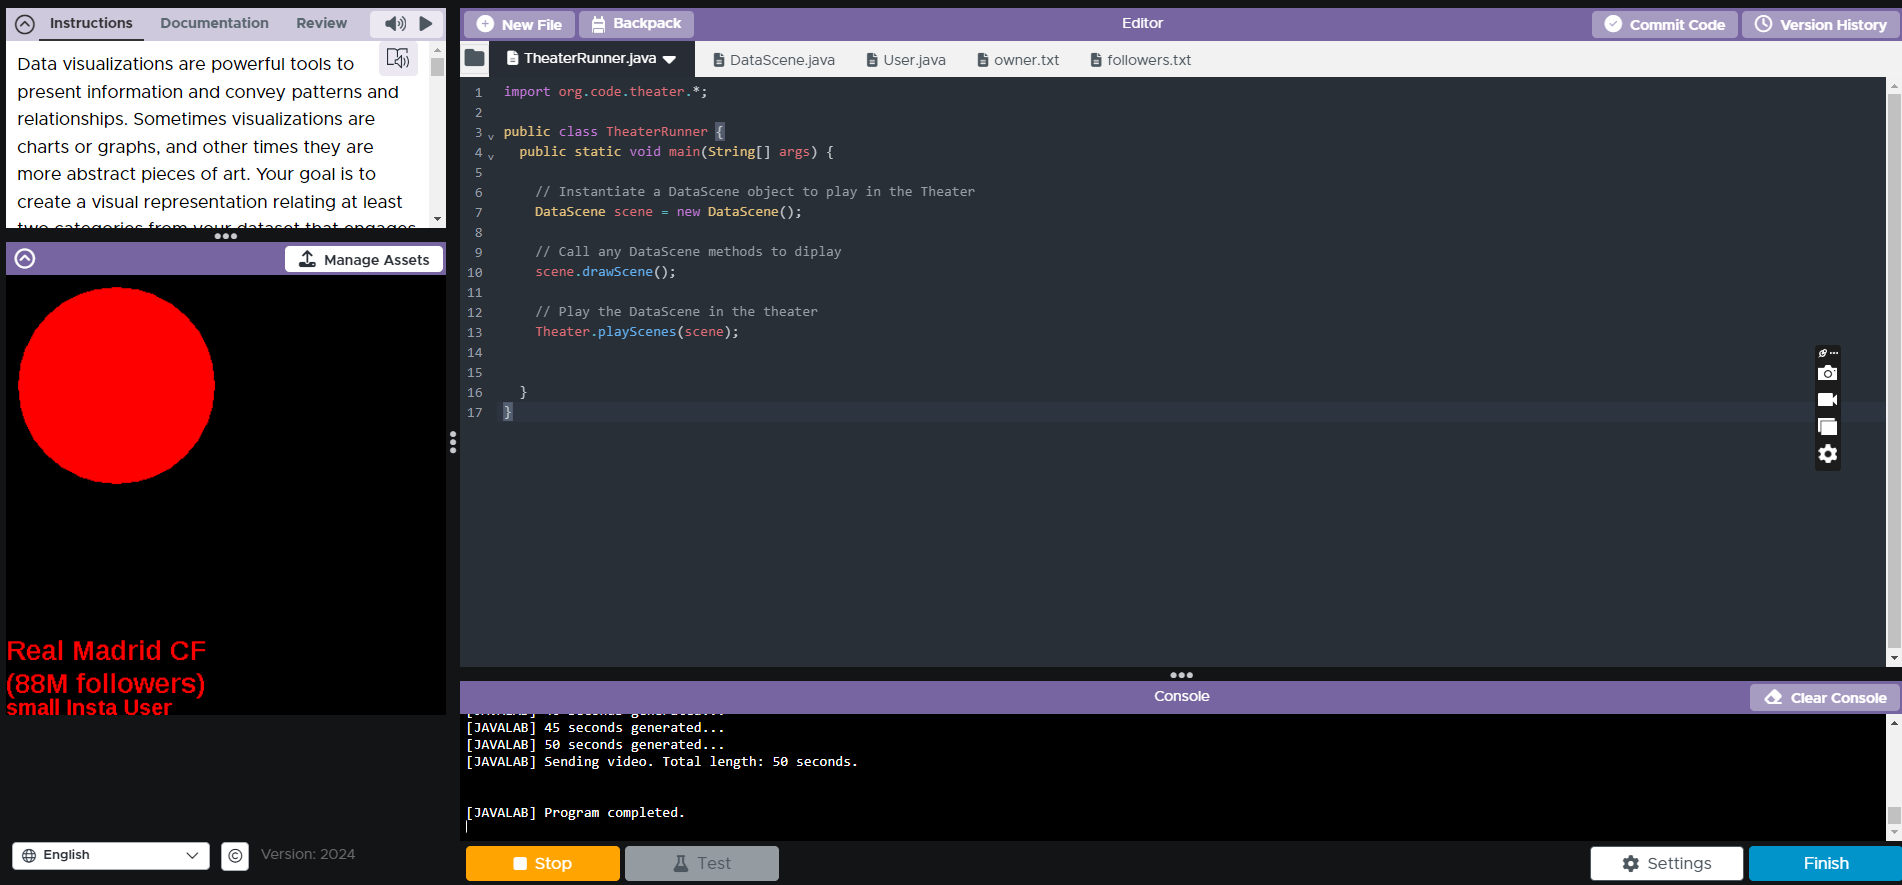 Instructions
Documentation
Review
Data visualizations are powerful tools to
present information and convey patterns and
relationships. Sometimes visualizations are
charts or graphs, and other times they are
more abstract pieces of art. Your goal is to
create a visual representation relating at least
two categories from your dataset that engages
Manage Assets
Real Madrid CF
(88M followers)
small Insta User
English
©
Version: 2024
New File
Backpack
Editor
Commit Code
Version History
TheaterRunner.java
DataScene.java
User.java
owner.txt
followers.txt
1 import org.code.theater.*;
2
3 public class TheaterRunner {
4 public static void main(String[] args) {
5
6 // Instantiate a DataScene object to play in the Theater
7 DataScene scene = new DataScene();
8
9 // Call any DataScene methods to diplay
10 scene.drawScene();
11
12 // Play the DataScene in the theater
13 Theater.playScenes(scene);
14
15
16 }
17 }
Console
Clear Console
[JAVALAB] 45 seconds generated...
[JAVALAB] 50 seconds generated...
[JAVALAB] Sending video. Total length: 50 seconds.
[JAVALAB] Program completed.
Stop
Test
Settings
Finish